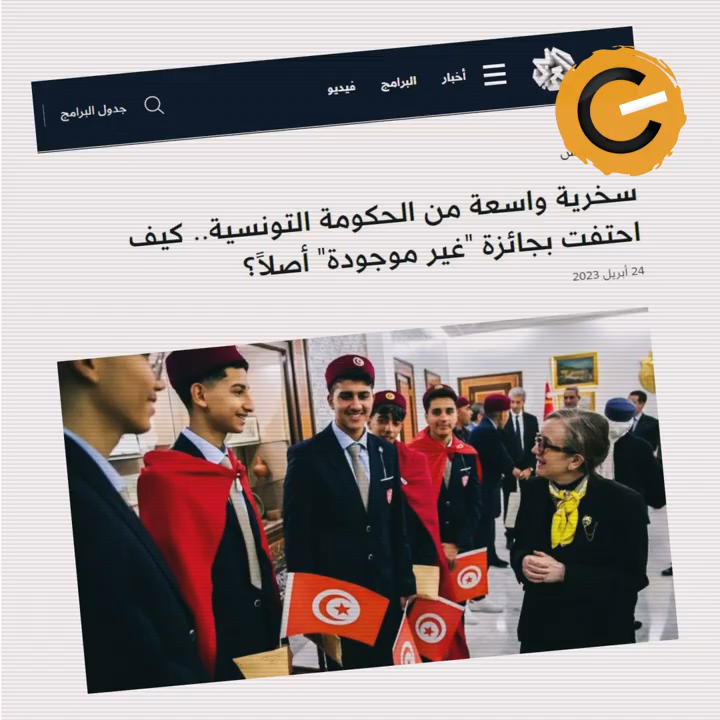 أخبار
البرامج
فيديو
جدول البرامج
سخرية واسعة من الحكومة التونسية.. كيف
احتفت بجائزة "غير موجودة" أصلاً؟
24 أبريل 2023